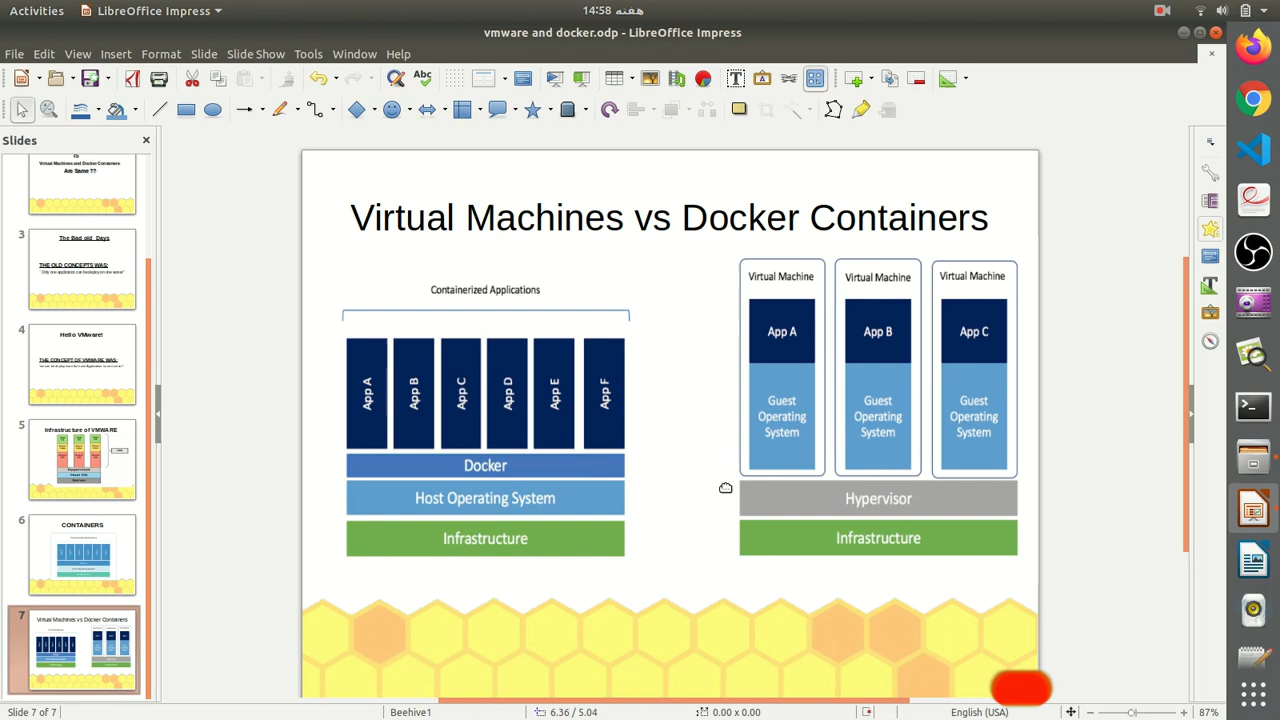 Activities LibreOffice Impress 14:58 هفته
vmware and docker.odp - LibreOffice Impress
File Edit View Insert Format Slide Slide Show Tools Window Help
Abc
Slides
Virtual Machines and Docker Containers
Are Same ??
3
The Bad old Days
THE OLD CONCEPTS WAS:
4
Hello VMware!
THE CONCEPT OF VMWARE WAS:
5
Infrastructure of VMWARE
6
CONTAINERS
7
Virtual Machines vs Docker Containers
Virtual Machines vs Docker Containers
Containerized Applications
App A
App B
App C
App D
App E
App F
Docker
Host Operating System
Infrastructure
Virtual Machine Virtual Machine Virtual Machine
App A App B App C
Guest Guest Guest
Operating Operating Operating
System System System
Hypervisor
Infrastructure
Slide 7 of 7 Beehive1 6.36 / 5.04 0.00 x 0.00 English (USA) 87%